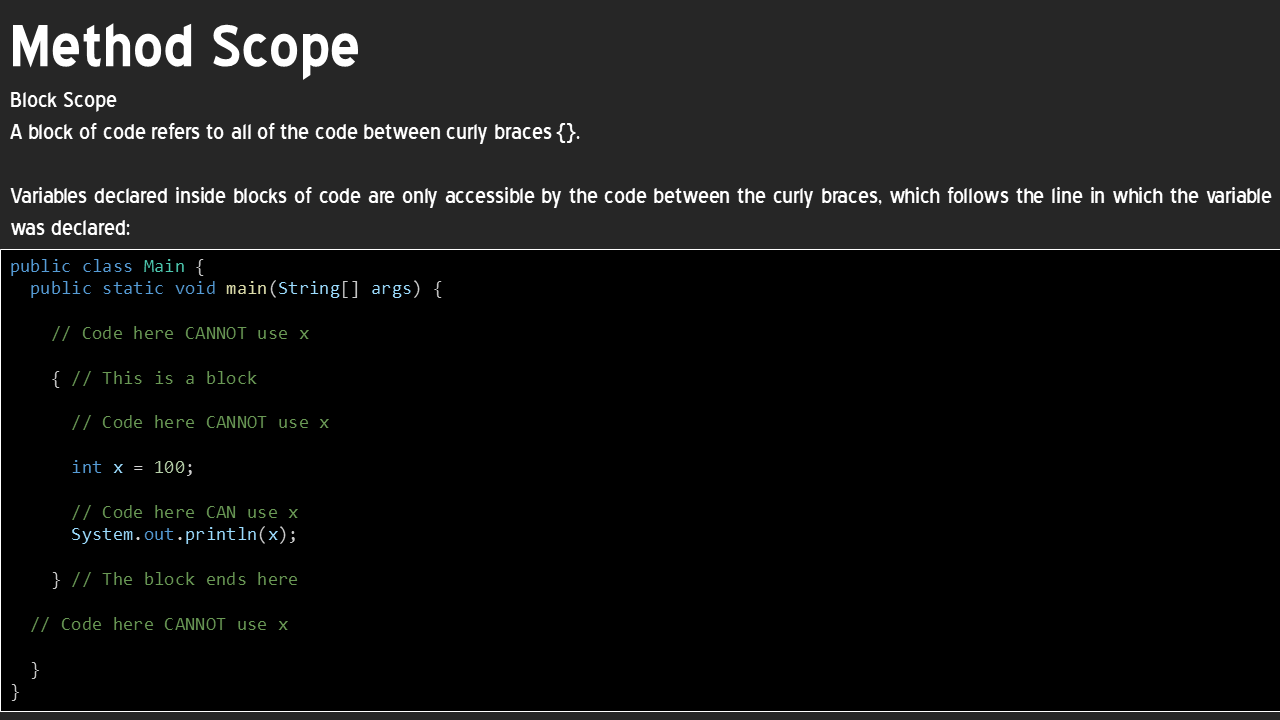 Method Scope
Block Scope
A block of code refers to all of the code between curly braces {}.
Variables declared inside blocks of code are only accessible by the code between the curly braces, which follows the line in which the variable
was declared:
public class Main {
  public static void main(String[] args) {
    // Code here CANNOT use x
    { // This is a block
      // Code here CANNOT use x
      int x = 100;
      // Code here CAN use x
      System.out.println(x);
    } // The block ends here
  // Code here CANNOT use x
  }
}